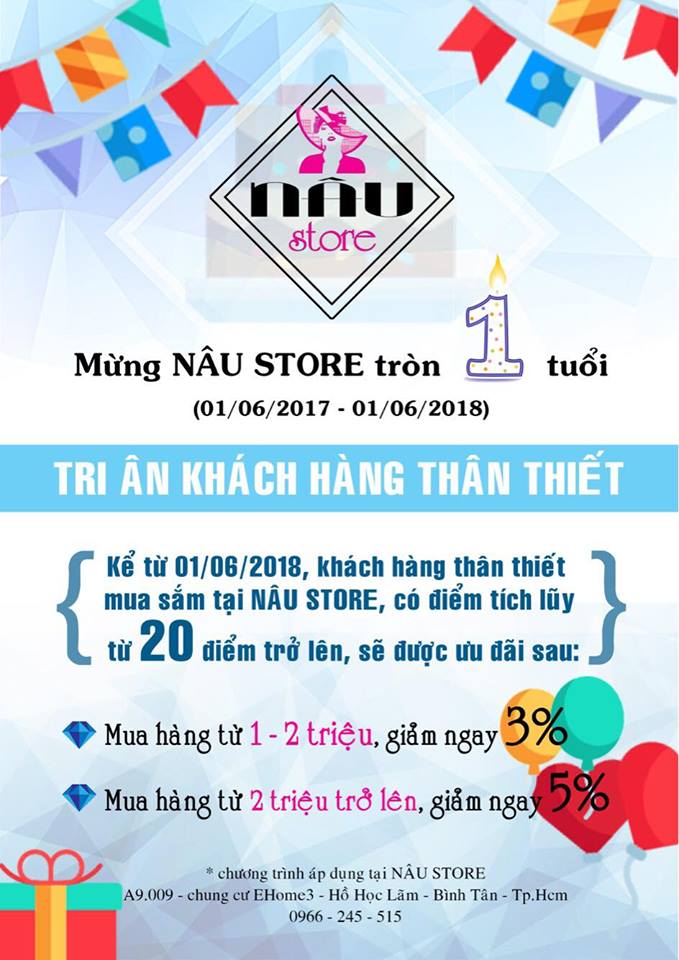 NÂU
store
Mừng NÂU STORE tròn 1 tuổi
(01/06/2017 - 01/06/2018)
TRI ÂN KHÁCH HÀNG THÂN THIẾT
Kể từ 01/06/2018, khách hàng thân thiết
mua sắm tại NÂU STORE, có điểm tích lũy
từ 20 điểm trở lên, sẽ được ưu đãi sau:
Mua hàng từ 1 - 2 triệu, giảm ngay 3%
Mua hàng từ 2 triệu trở lên, giảm ngay 5%
* chương trình áp dụng tại NÂU STORE
A9.009 - chung cư EHome3 - Hồ Học Lãm - Bình Tân - Tp.Hcm
0966 - 245 - 515